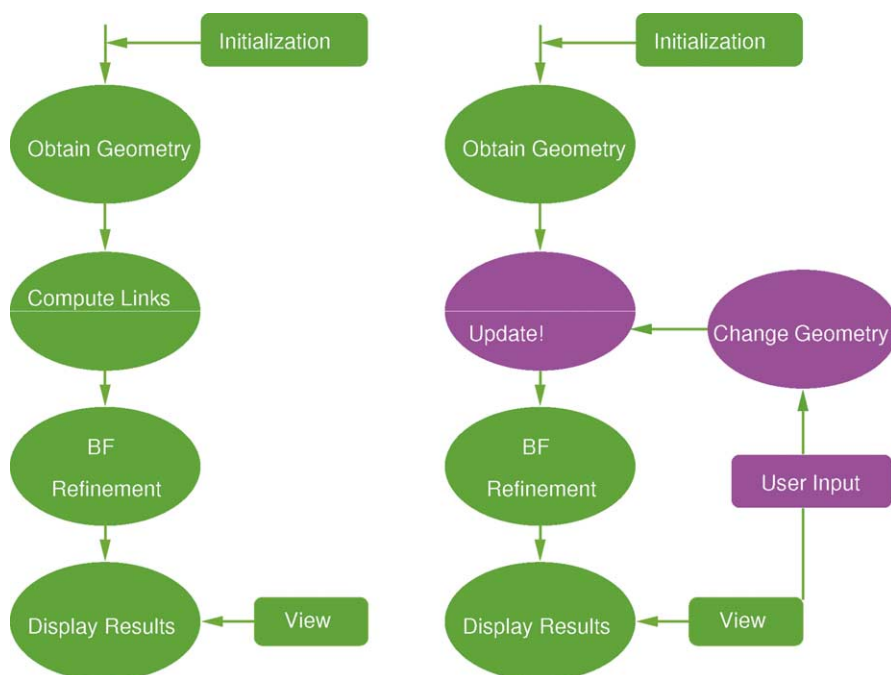 Initialization
Obtain Geometry
Compute Links
BF
Refinement
Display Results
View
Initialization
Obtain Geometry
Update!
Change Geometry
BF
Refinement
User Input
Display Results
View